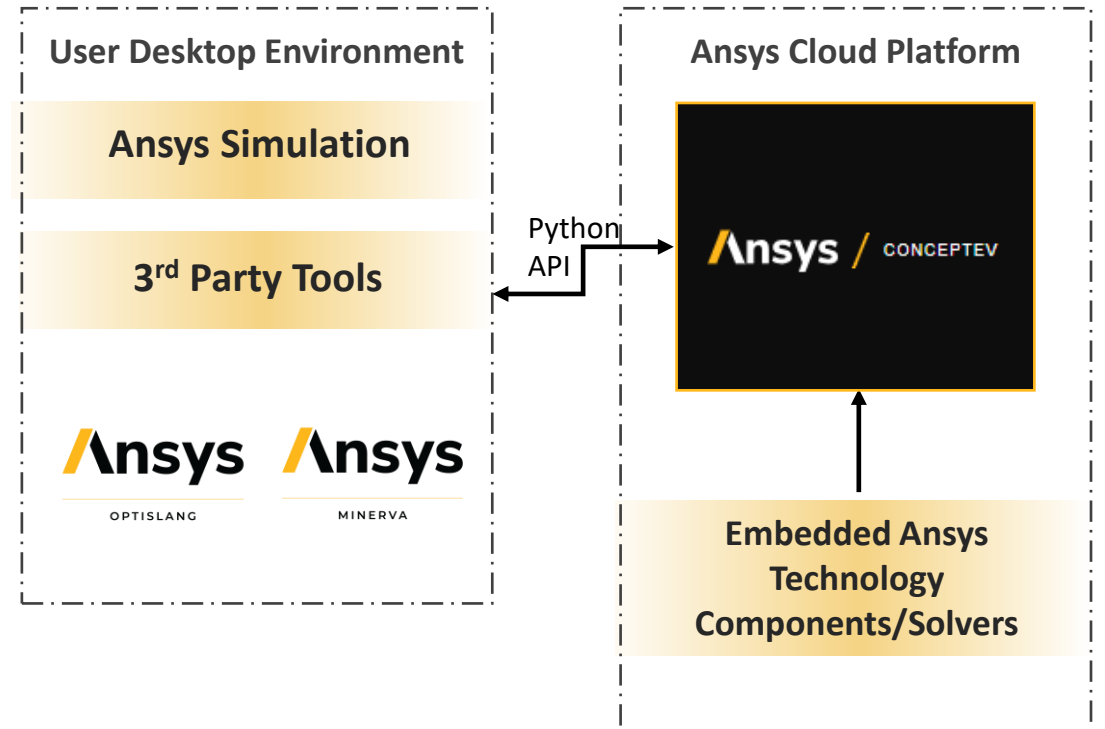 User Desktop Environment
Ansys Simulation
3rd Party Tools
Ansys
OPTISLANG
Ansys
MINERVA
Python
API
Ansys Cloud Platform
Ansys / CONCEPTEV
Embedded Ansys
Technology
Components/Solvers